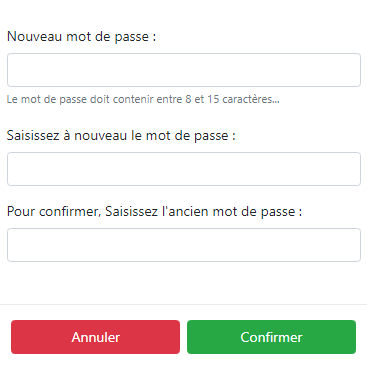 Nouveau mot de passe :
Le mot de passe doit contenir entre 8 et 15 caractères...
Saisissez à nouveau le mot de passe :
Pour confirmer, Saisissez l'ancien mot de passe :
Annuler Confirmer